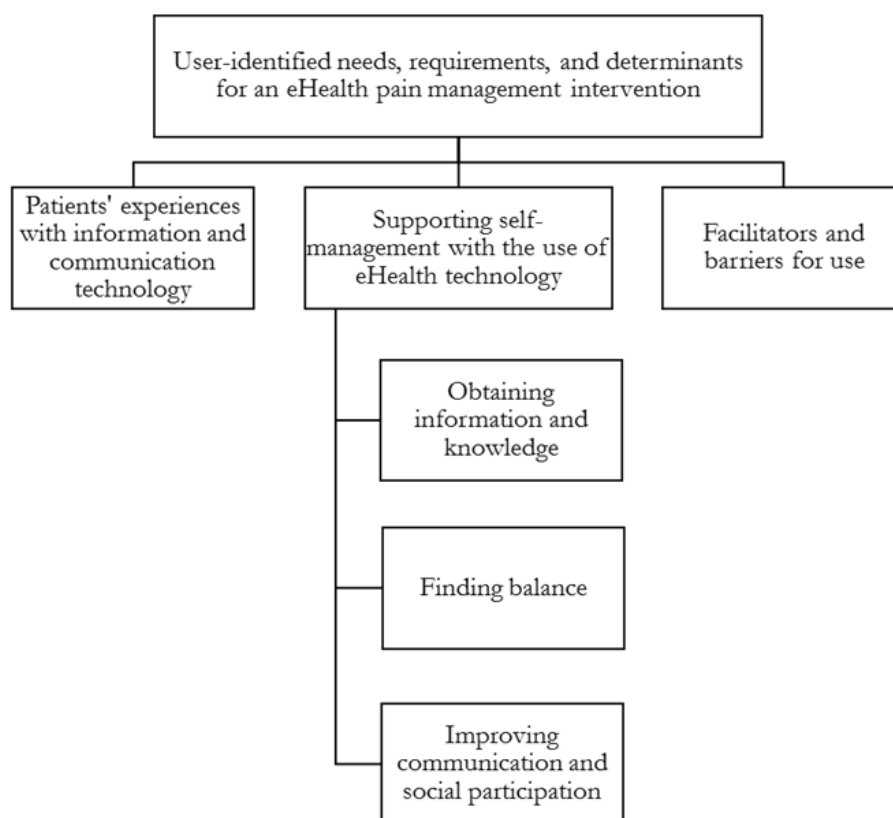 User-identified needs, requirements, and determinants
for an eHealth pain management intervention
Patients' experiences
with information and
communication
technology
Supporting self-
management with the use of
eHealth technology
Facilitators and
barriers for use
Obtaining
information and
knowledge
Finding balance
Improving
communication and
social participation